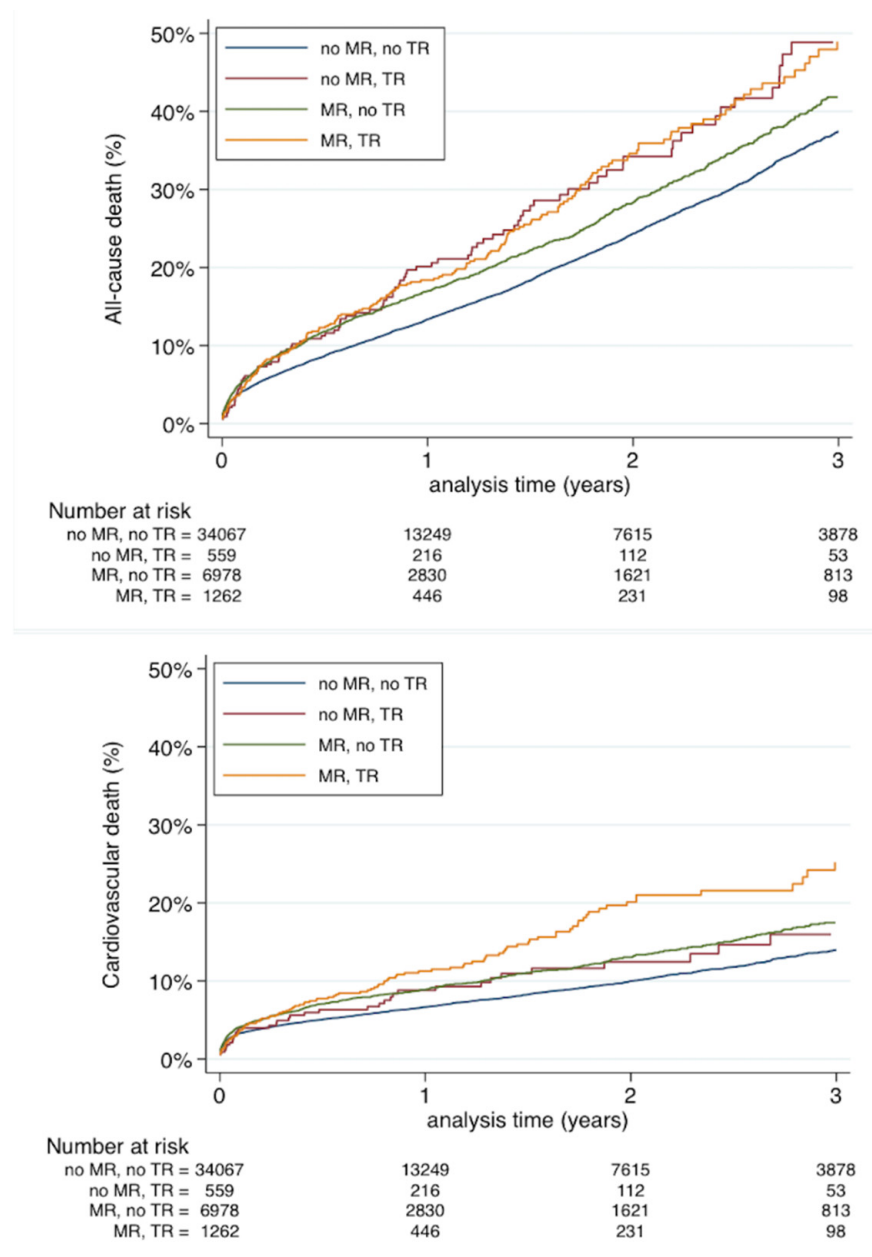 50%
40%
30%
20%
10%
0%
All-cause death (%)
no MR, no TR
no MR, TR
MR, no TR
MR, TR
0 1 2 3
analysis time (years)
Number at risk
no MR, no TR = 34067 13249 7615 3878
no MR, TR = 559 216 112 53
MR, no TR = 6978 2830 1621 813
MR, TR = 1262 446 231 98
50%
40%
30%
20%
10%
0%
Cardiovascular death (%)
no MR, no TR
no MR, TR
MR, no TR
MR, TR
0 1 2 3
analysis time (years)
Number at risk
no MR, no TR = 34067 13249 7615 3878
no MR, TR = 559 216 112 53
MR, no TR = 6978 2830 1621 813
MR, TR = 1262 446 231 98